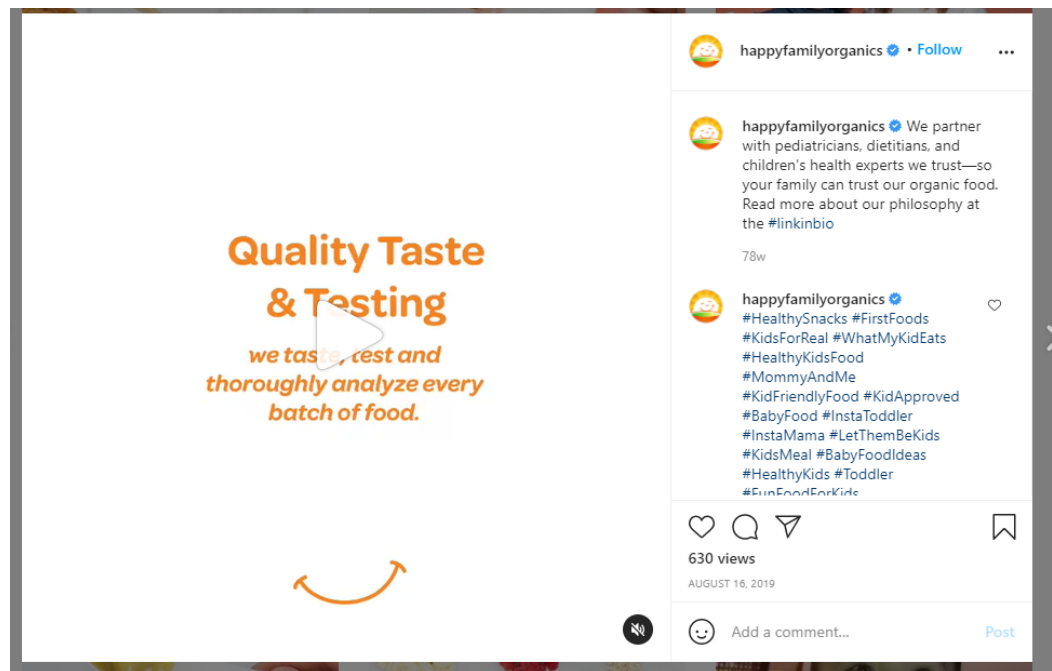 Quality Taste
& Testing
we taste, test and
thoroughly analyze every
batch of food.
happyfamilyorganics • Follow
happyfamilyorganics We partner
with pediatricians, dietitians, and
children's health experts we trust—so
your family can trust our organic food.
Read more about our philosophy at
the #linkinbio
78w
happyfamilyorganics
#HealthySnacks #FirstFoods
#KidsForReal #WhatMyKidEats
#HealthyKidsFood
#MommyAndMe
#KidFriendlyFood #KidApproved
#BabyFood #InstaToddler
#InstaMama #LetThemBeKids
#KidsMeal #BabyFoodIdeas
#HealthyKids #Toddler
#FunFoodForKids
630 views
AUGUST 16, 2019
Add a comment... Post